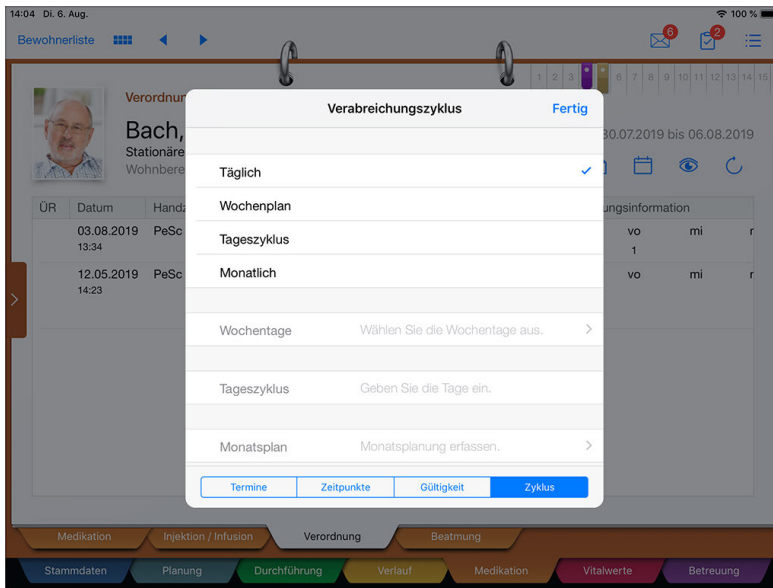 14:04 Di. 6. Aug. 100 %
Bewohnerliste 6 2
1 2 3 6 7 8 9 10 11 12 13 14 15
Verordnun
Bach,
Stationäre
Wohnbere
30.07.2019 bis 06.08.2019
Verabreichungszyklus Fertig
Täglich
Wochenplan
Tageszyklus
Monatlich
Wochentage Wählen Sie die Wochentage aus.
Tageszyklus Geben Sie die Tage ein.
Monatsplan Monatsplanung erfassen.
Termine Zeitpunkte Gültigkeit Zyklus
ÜR Datum Handz ungsinformation
03.08.2019 PeSc vo mi
13:34 1
12.05.2019 PeSc vo mi
14:23
Medikation Injektion / Infusion Verordnung Beatmung
Stammdaten Planung Durchführung Verlauf Medikation Vitalwerte Betreuung